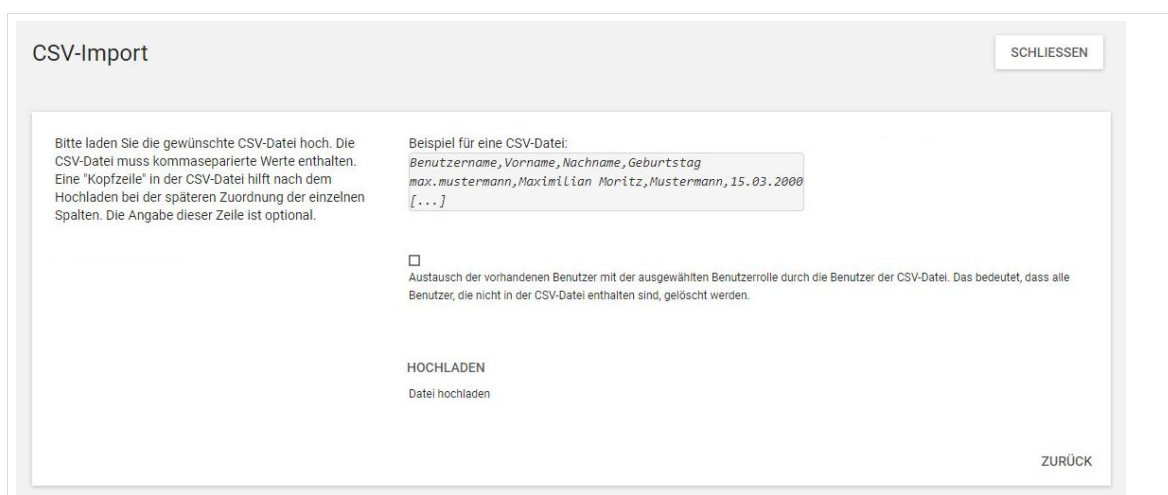 CSV-Import
SCHLIESSEN
Bitte laden Sie die gewünschte CSV-Datei hoch. Die
CSV-Datei muss kommaseparierte Werte enthalten.
Eine "Kopfzeile" in der CSV-Datei hilft nach dem
Hochladen bei der späteren Zuordnung der einzelnen
Spalten. Die Angabe dieser Zeile ist optional.
Beispiel für eine CSV-Datei:
Benutzername,Vorname,Nachname,Geburtstag
max.mustermann,Maximilian Moritz,Mustermann,15.03.2000
[...]
Austausch der vorhandenen Benutzer mit der ausgewählten Benutzerrolle durch die Benutzer der CSV-Datei. Das bedeutet, dass alle
Benutzer, die nicht in der CSV-Datei enthalten sind, gelöscht werden.
HOCHLADEN
Datei hochladen
ZURÜCK